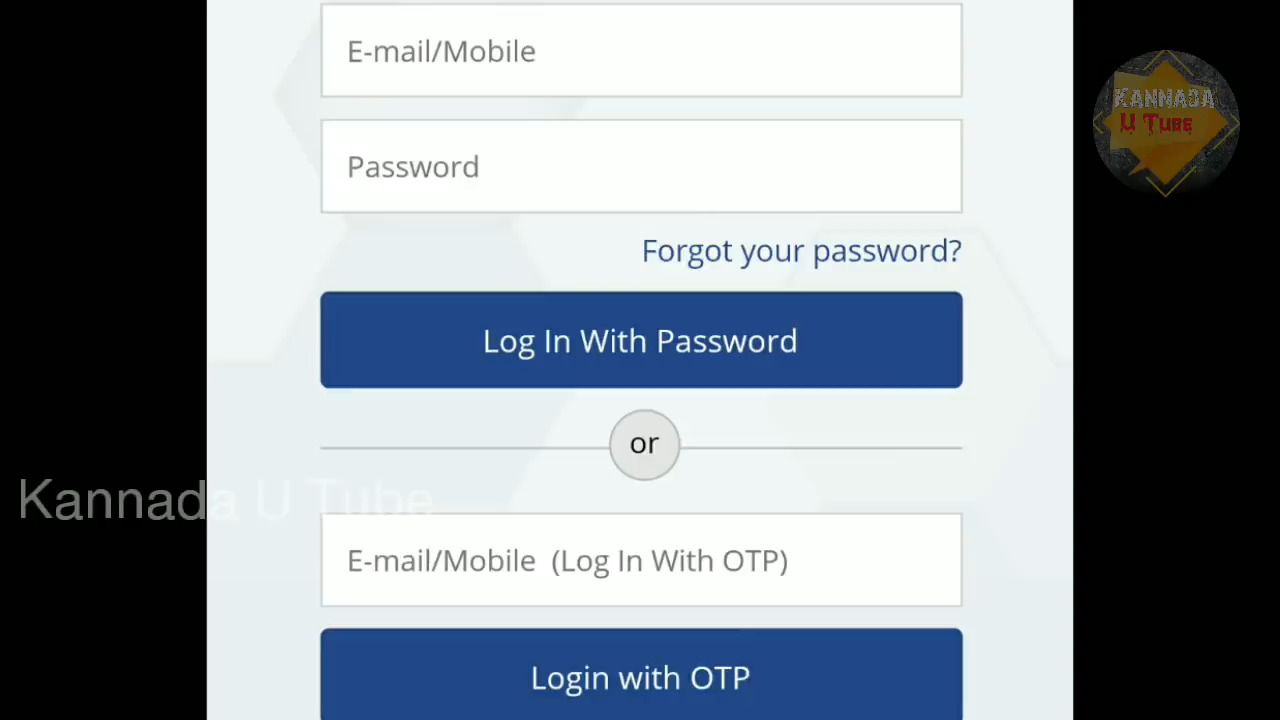 E-mail/Mobile
KANNADA
U TUBE
Password
Forgot your password?
Log In With Password
or
Kannada U Tube
E-mail/Mobile (Log In With OTP)
Login with OTP